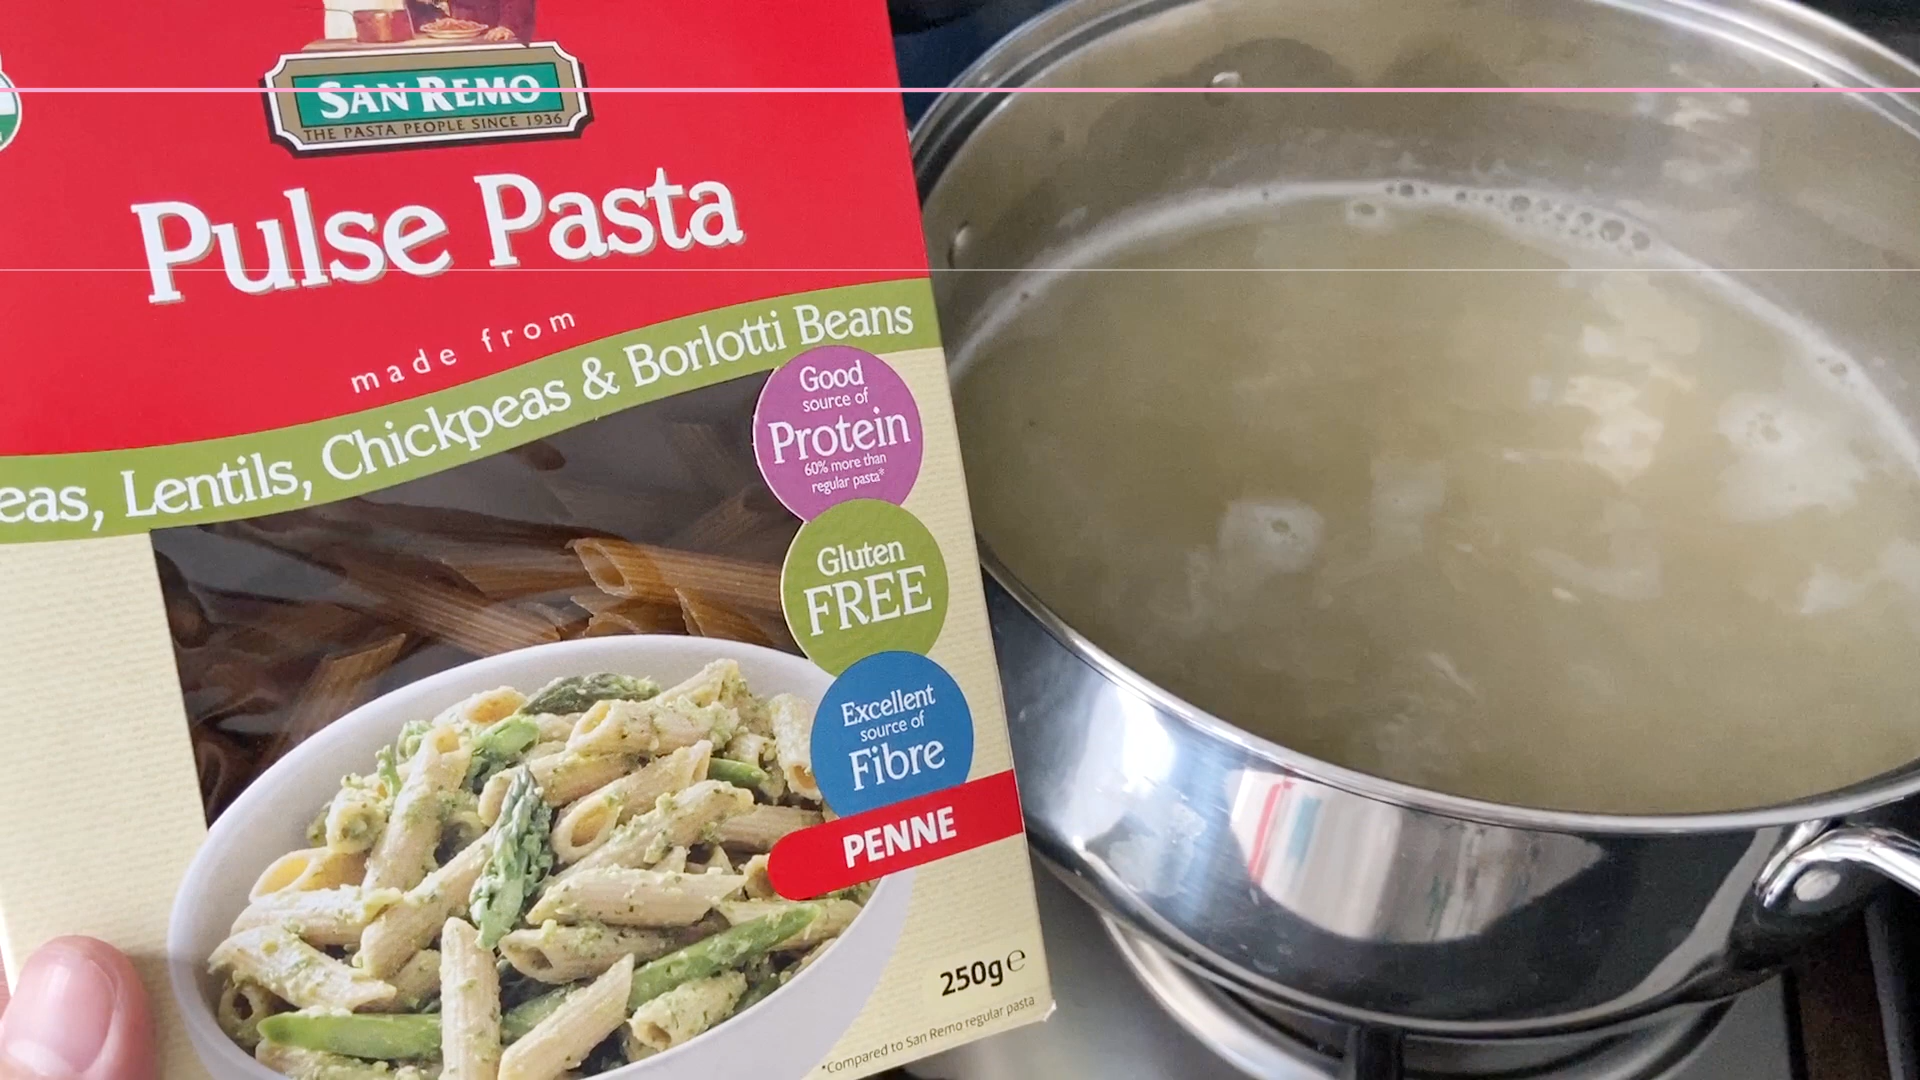 SAN REMO
THE PASTA PEOPLE SINCE 1936
Pulse Pasta
made from
eas, Lentils, Chickpeas & Borlotti Beans
Good
source of
Protein
60% more than
regular pasta*
Gluten
FREE
Excellent
source of
Fibre
PENNE
250g℮
*Compared to San Remo regular pasta